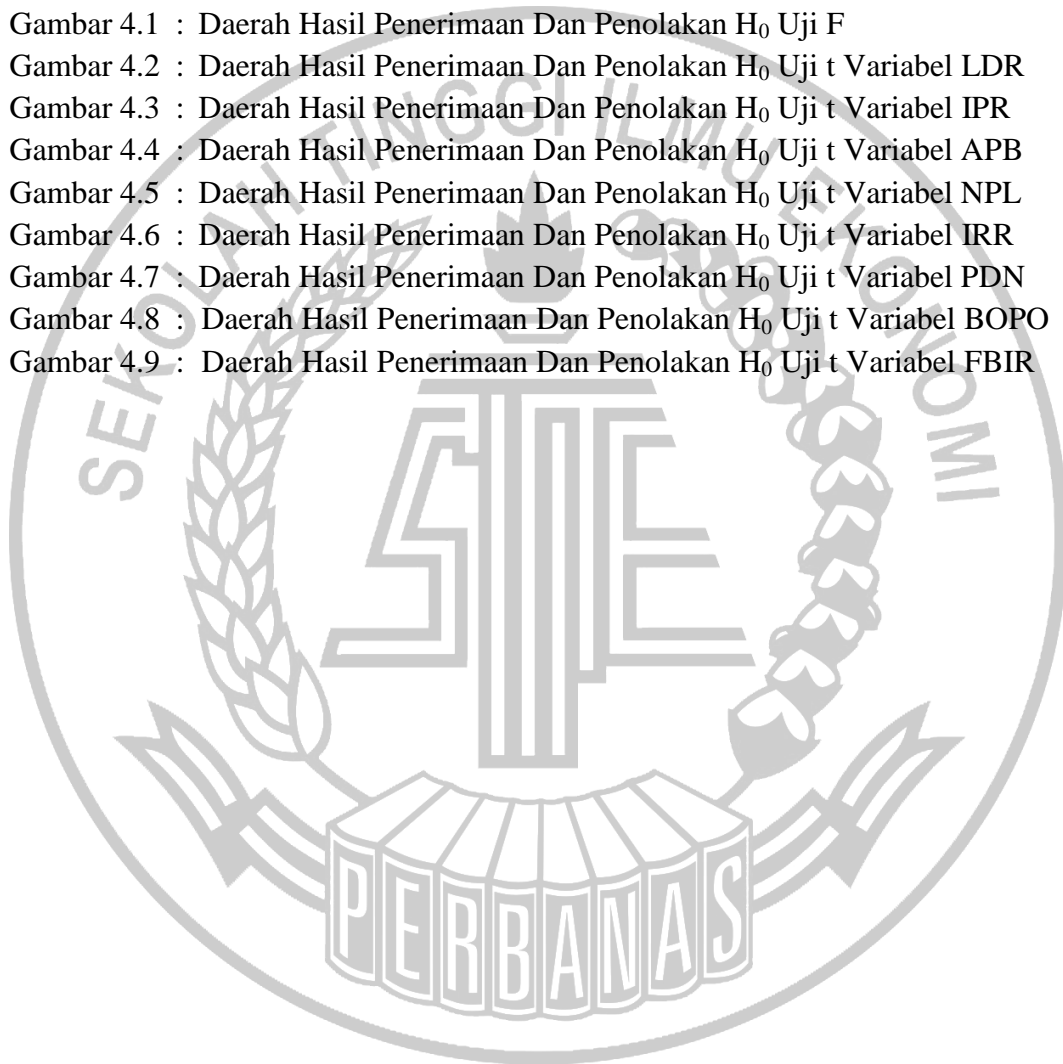 Gambar 4.1 : Daerah Hasil Penerimaan Dan Penolakan H₀ Uji F
Gambar 4.2 : Daerah Hasil Penerimaan Dan Penolakan H₀ Uji t Variabel LDR
Gambar 4.3 : Daerah Hasil Penerimaan Dan Penolakan H₀ Uji t Variabel IPR
Gambar 4.4 : Daerah Hasil Penerimaan Dan Penolakan H₀ Uji t Variabel APB
Gambar 4.5 : Daerah Hasil Penerimaan Dan Penolakan H₀ Uji t Variabel NPL
Gambar 4.6 : Daerah Hasil Penerimaan Dan Penolakan H₀ Uji t Variabel IRR
Gambar 4.7 : Daerah Hasil Penerimaan Dan Penolakan H₀ Uji t Variabel PDN
Gambar 4.8 : Daerah Hasil Penerimaan Dan Penolakan H₀ Uji t Variabel BOPO
Gambar 4.9 : Daerah Hasil Penerimaan Dan Penolakan H₀ Uji t Variabel FBIR
SEKOLAH TINGGI ILMU EKONOMI
STIE
PERBANAS